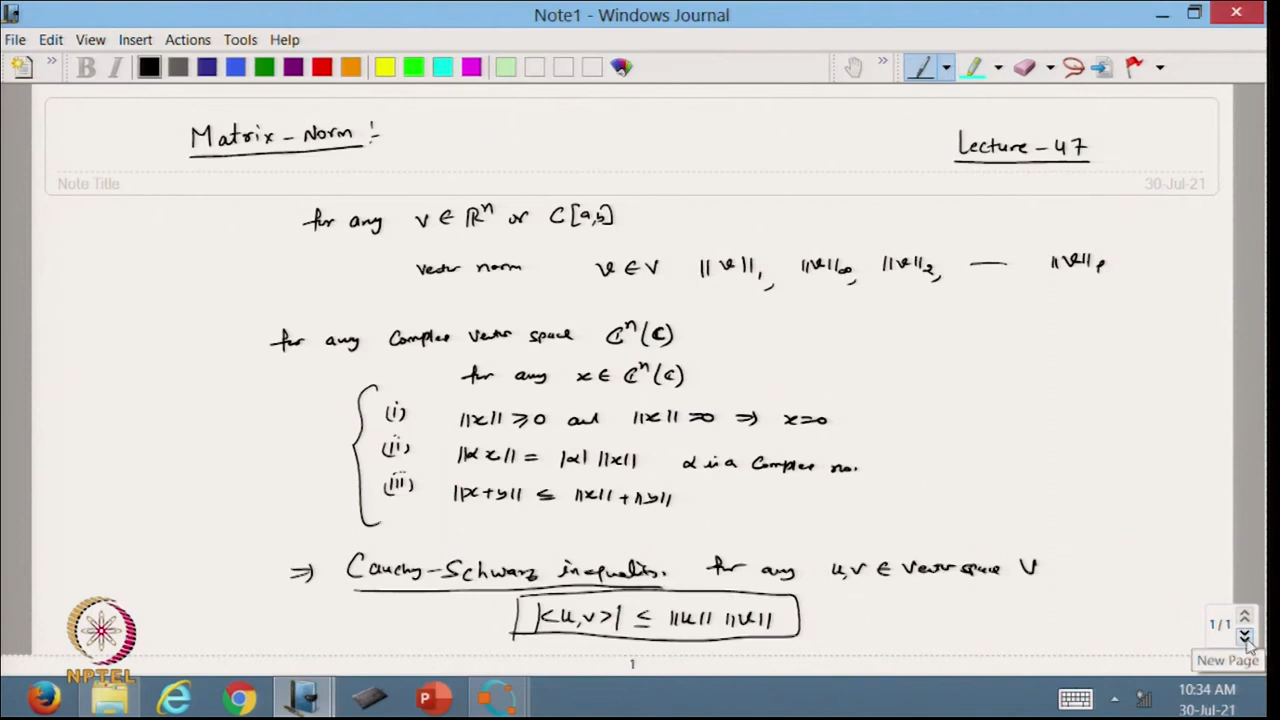 Note1 - Windows Journal
File Edit View Insert Actions Tools Help
Matrix - Norm :-
Lecture - 47
Note Title
30-Jul-21
for any v ∈ ℝⁿ or C[a,b]
vector norm v ∈ V ||v||₁, ||v||∞, ||v||₂, — ||v||ₚ
for any Complex vector space ℂⁿ(ℂ)
for any x ∈ ℂⁿ(ℂ)
(i) ||x|| ≥ 0 and ||x|| = 0 ⇒ x = 0
(ii) ||αx|| = |α| ||x|| α is a Complex no.
(iii) ||x+y|| ≤ ||x|| + ||y||
⇒ Cauchy-Schwarz inequality. for any u,v ∈ Vector space V
|<u,v>| ≤ ||u|| ||v||
1 / 1
1
New Page
NPTEL
10:34 AM
30-Jul-21